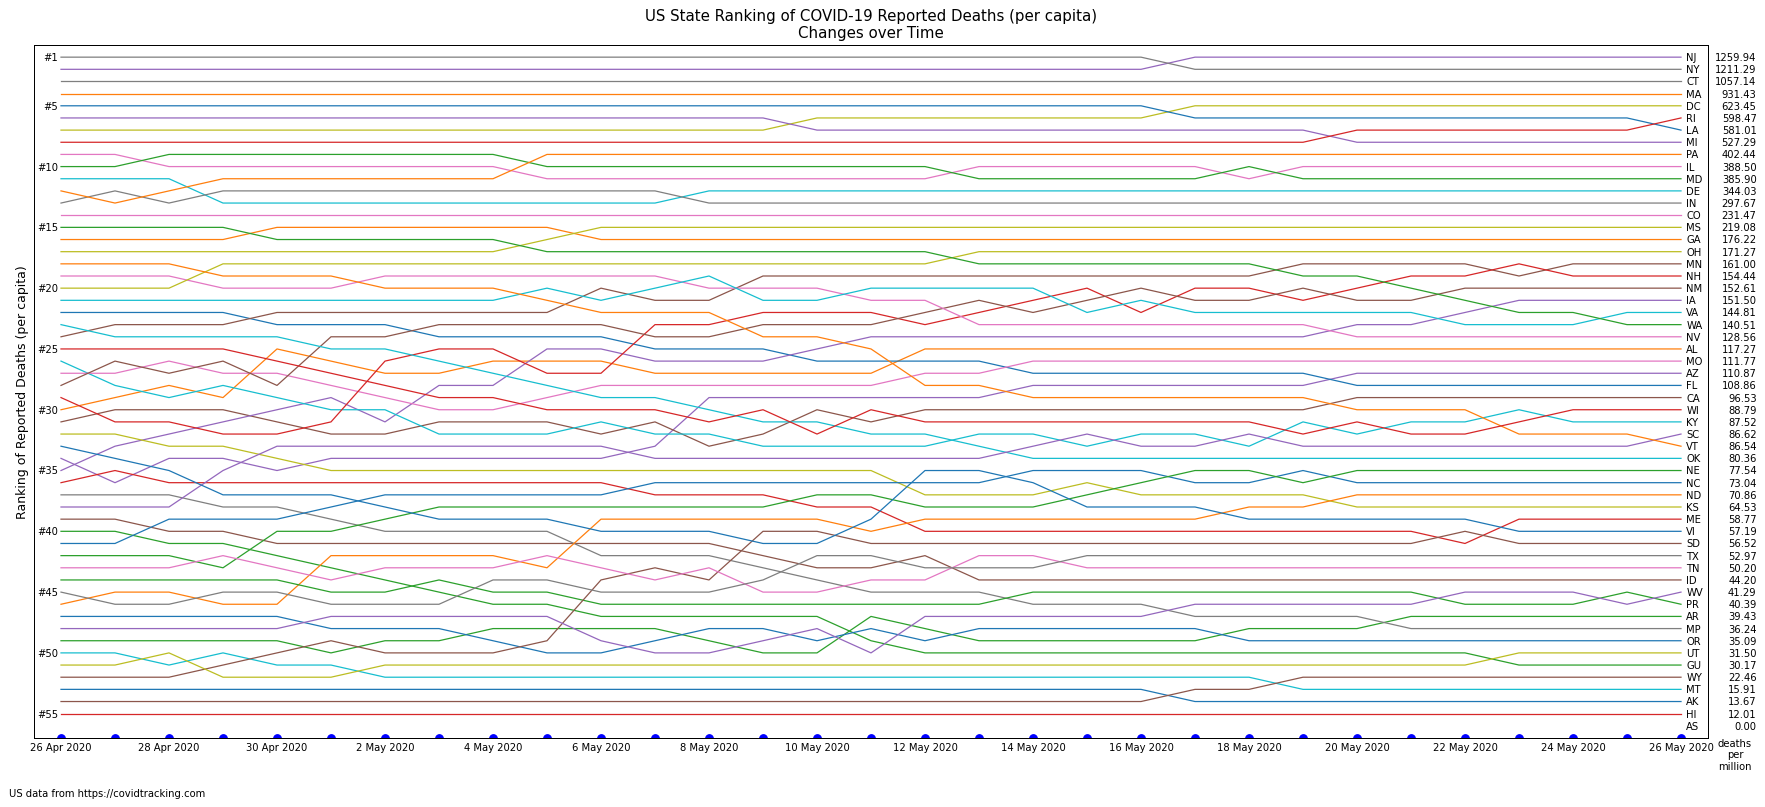 US State Ranking of COVID-19 Reported Deaths (per capita)
Changes over Time
Ranking of Reported Deaths (per capita)
#1
#5
#10
#15
#20
#25
#30
#35
#40
#45
#50
#55
NJ 1259.94
NY 1211.29
CT 1057.14
MA 931.43
DC 623.45
RI 598.47
LA 581.01
MI 527.29
PA 402.44
IL 388.50
MD 385.90
DE 344.03
IN 297.67
CO 231.47
MS 219.08
GA 176.22
OH 171.27
MN 161.00
NH 154.44
NM 152.61
IA 151.50
VA 144.81
WA 140.51
NV 128.56
AL 117.27
MO 111.77
AZ 110.87
FL 108.86
CA 96.53
WI 88.79
KY 87.52
SC 86.62
VT 86.54
OK 80.36
NE 77.54
NC 73.04
ND 70.86
KS 64.53
ME 58.77
VI 57.19
SD 56.52
TX 52.97
TN 50.20
ID 44.20
WV 41.29
PR 40.39
AR 39.43
MP 36.24
OR 35.09
UT 31.50
GU 30.17
WY 22.46
MT 15.91
AK 13.67
HI 12.01
AS 0.00
26 Apr 2020 28 Apr 2020 30 Apr 2020 2 May 2020 4 May 2020 6 May 2020 8 May 2020 10 May 2020 12 May 2020 14 May 2020 16 May 2020 18 May 2020 20 May 2020 22 May 2020 24 May 2020 26 May 2020
deaths
per
million
US data from https://covidtracking.com